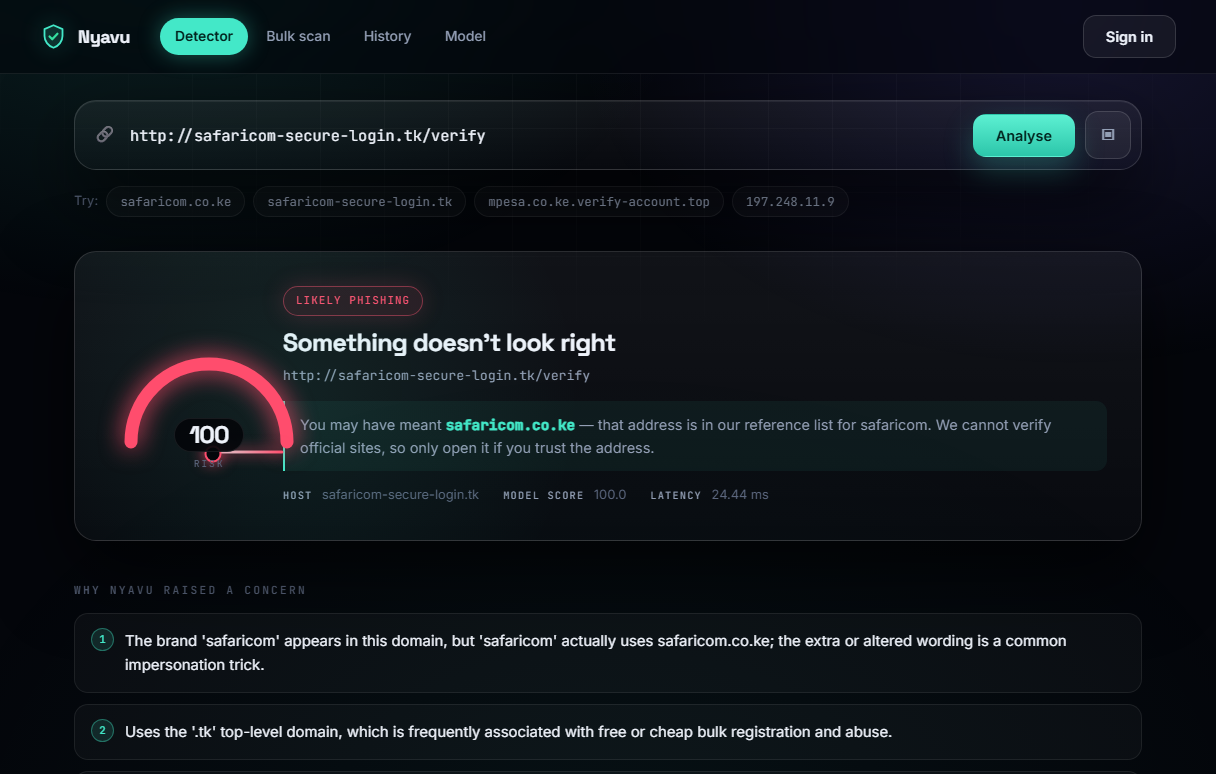 Nyavu
Detector
Bulk scan
History
Model
Sign in
http://safaricom-secure-login.tk/verify
Analyse
Try:
safaricom.co.ke
safaricom-secure-login.tk
mpesa.co.ke.verify-account.top
197.248.11.9
LIKELY PHISHING
Something doesn't look right
http://safaricom-secure-login.tk/verify
100
RISK
You may have meant safaricom.co.ke — that address is in our reference list for safaricom. We cannot verify
official sites, so only open it if you trust the address.
HOST safaricom-secure-login.tk MODEL SCORE 100.0 LATENCY 24.44 ms
WHY NYAVU RAISED A CONCERN
1 The brand 'safaricom' appears in this domain, but 'safaricom' actually uses safaricom.co.ke; the extra or altered wording is a common
impersonation trick.
2 Uses the '.tk' top-level domain, which is frequently associated with free or cheap bulk registration and abuse.